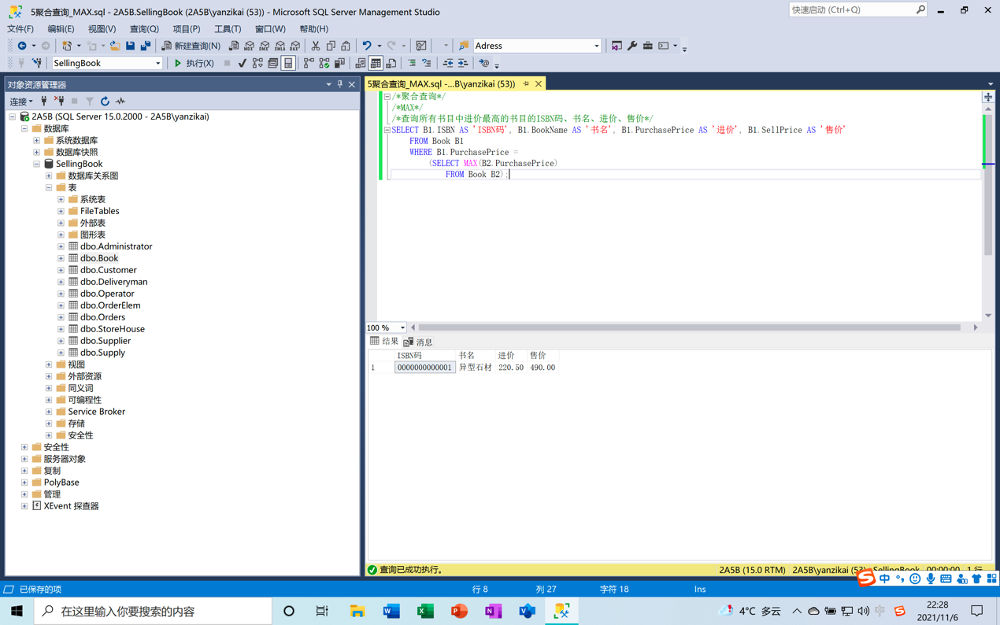 5聚合查询_MAX.sql - 2A5B.SellingBook (2A5B\yanzikai (53)) - Microsoft SQL Server Management Studio
快速启动 (Ctrl+Q)
文件(F) 编辑(E) 视图(V) 查询(Q) 项目(P) 工具(T) 窗口(W) 帮助(H)
新建查询(N) Adress
SellingBook 执行(X)
对象资源管理器
连接
2A5B (SQL Server 15.0.2000 - 2A5B\yanzikai)
数据库
系统数据库
数据库快照
SellingBook
数据库关系图
表
系统表
FileTables
外部表
图形表
dbo.Administrator
dbo.Book
dbo.Customer
dbo.Deliveryman
dbo.Operator
dbo.OrderElem
dbo.Orders
dbo.StoreHouse
dbo.Supplier
dbo.Supply
视图
外部资源
同义词
可编程性
Service Broker
存储
安全性
安全性
服务器对象
复制
PolyBase
管理
XEvent 探查器
5聚合查询_MAX.sql -...B\yanzikai (53))
/*聚合查询*/
/*MAX*/
/*查询所有书目中进价最高的书目的ISBN码、书名、进价、售价*/
SELECT B1.ISBN AS 'ISBN码', B1.BookName AS '书名', B1.PurchasePrice AS '进价', B1.SellPrice AS '售价'
FROM Book B1
WHERE B1.PurchasePrice =
(SELECT MAX(B2.PurchasePrice)
FROM Book B2);
100 %
结果 消息
ISBN码 书名 进价 售价
1 0000000000001 异型石材 220.50 490.00
查询已成功执行。 2A5B (15.0 RTM) 2A5B\yanzikai (53) SellingBook 00:00:00 1 行
中
已保存的项 行 8 列 27 字符 18 Ins
在这里输入你要搜索的内容
4°C 多云
中
22:28
2021/11/6